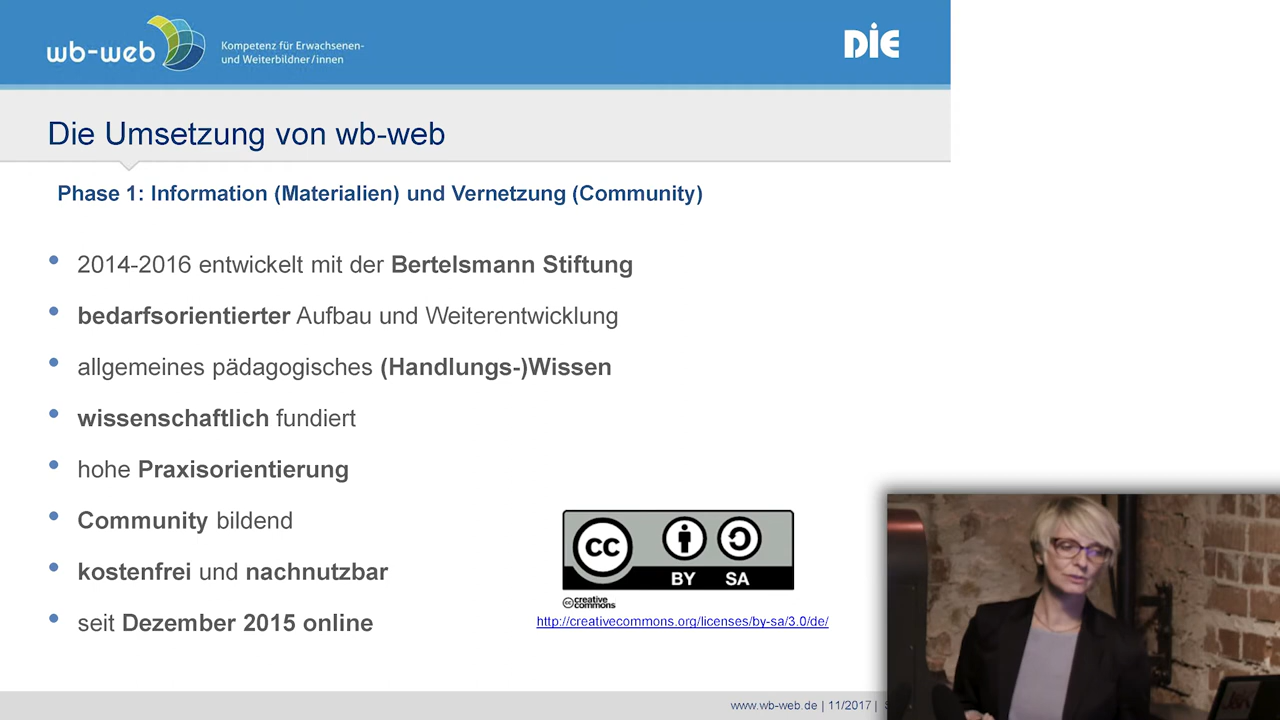 wb-web
Kompetenz für Erwachsenen-
und Weiterbildner/innen
DIE
Die Umsetzung von wb-web
Phase 1: Information (Materialien) und Vernetzung (Community)
• 2014-2016 entwickelt mit der Bertelsmann Stiftung
• bedarfsorientierter Aufbau und Weiterentwicklung
• allgemeines pädagogisches (Handlungs-)Wissen
• wissenschaftlich fundiert
• hohe Praxisorientierung
• Community bildend
• kostenfrei und nachnutzbar
• seit Dezember 2015 online
cc
BY SA
cc creative
commons
http://creativecommons.org/licenses/by-sa/3.0/de/
www.wb-web.de | 11/2017 |